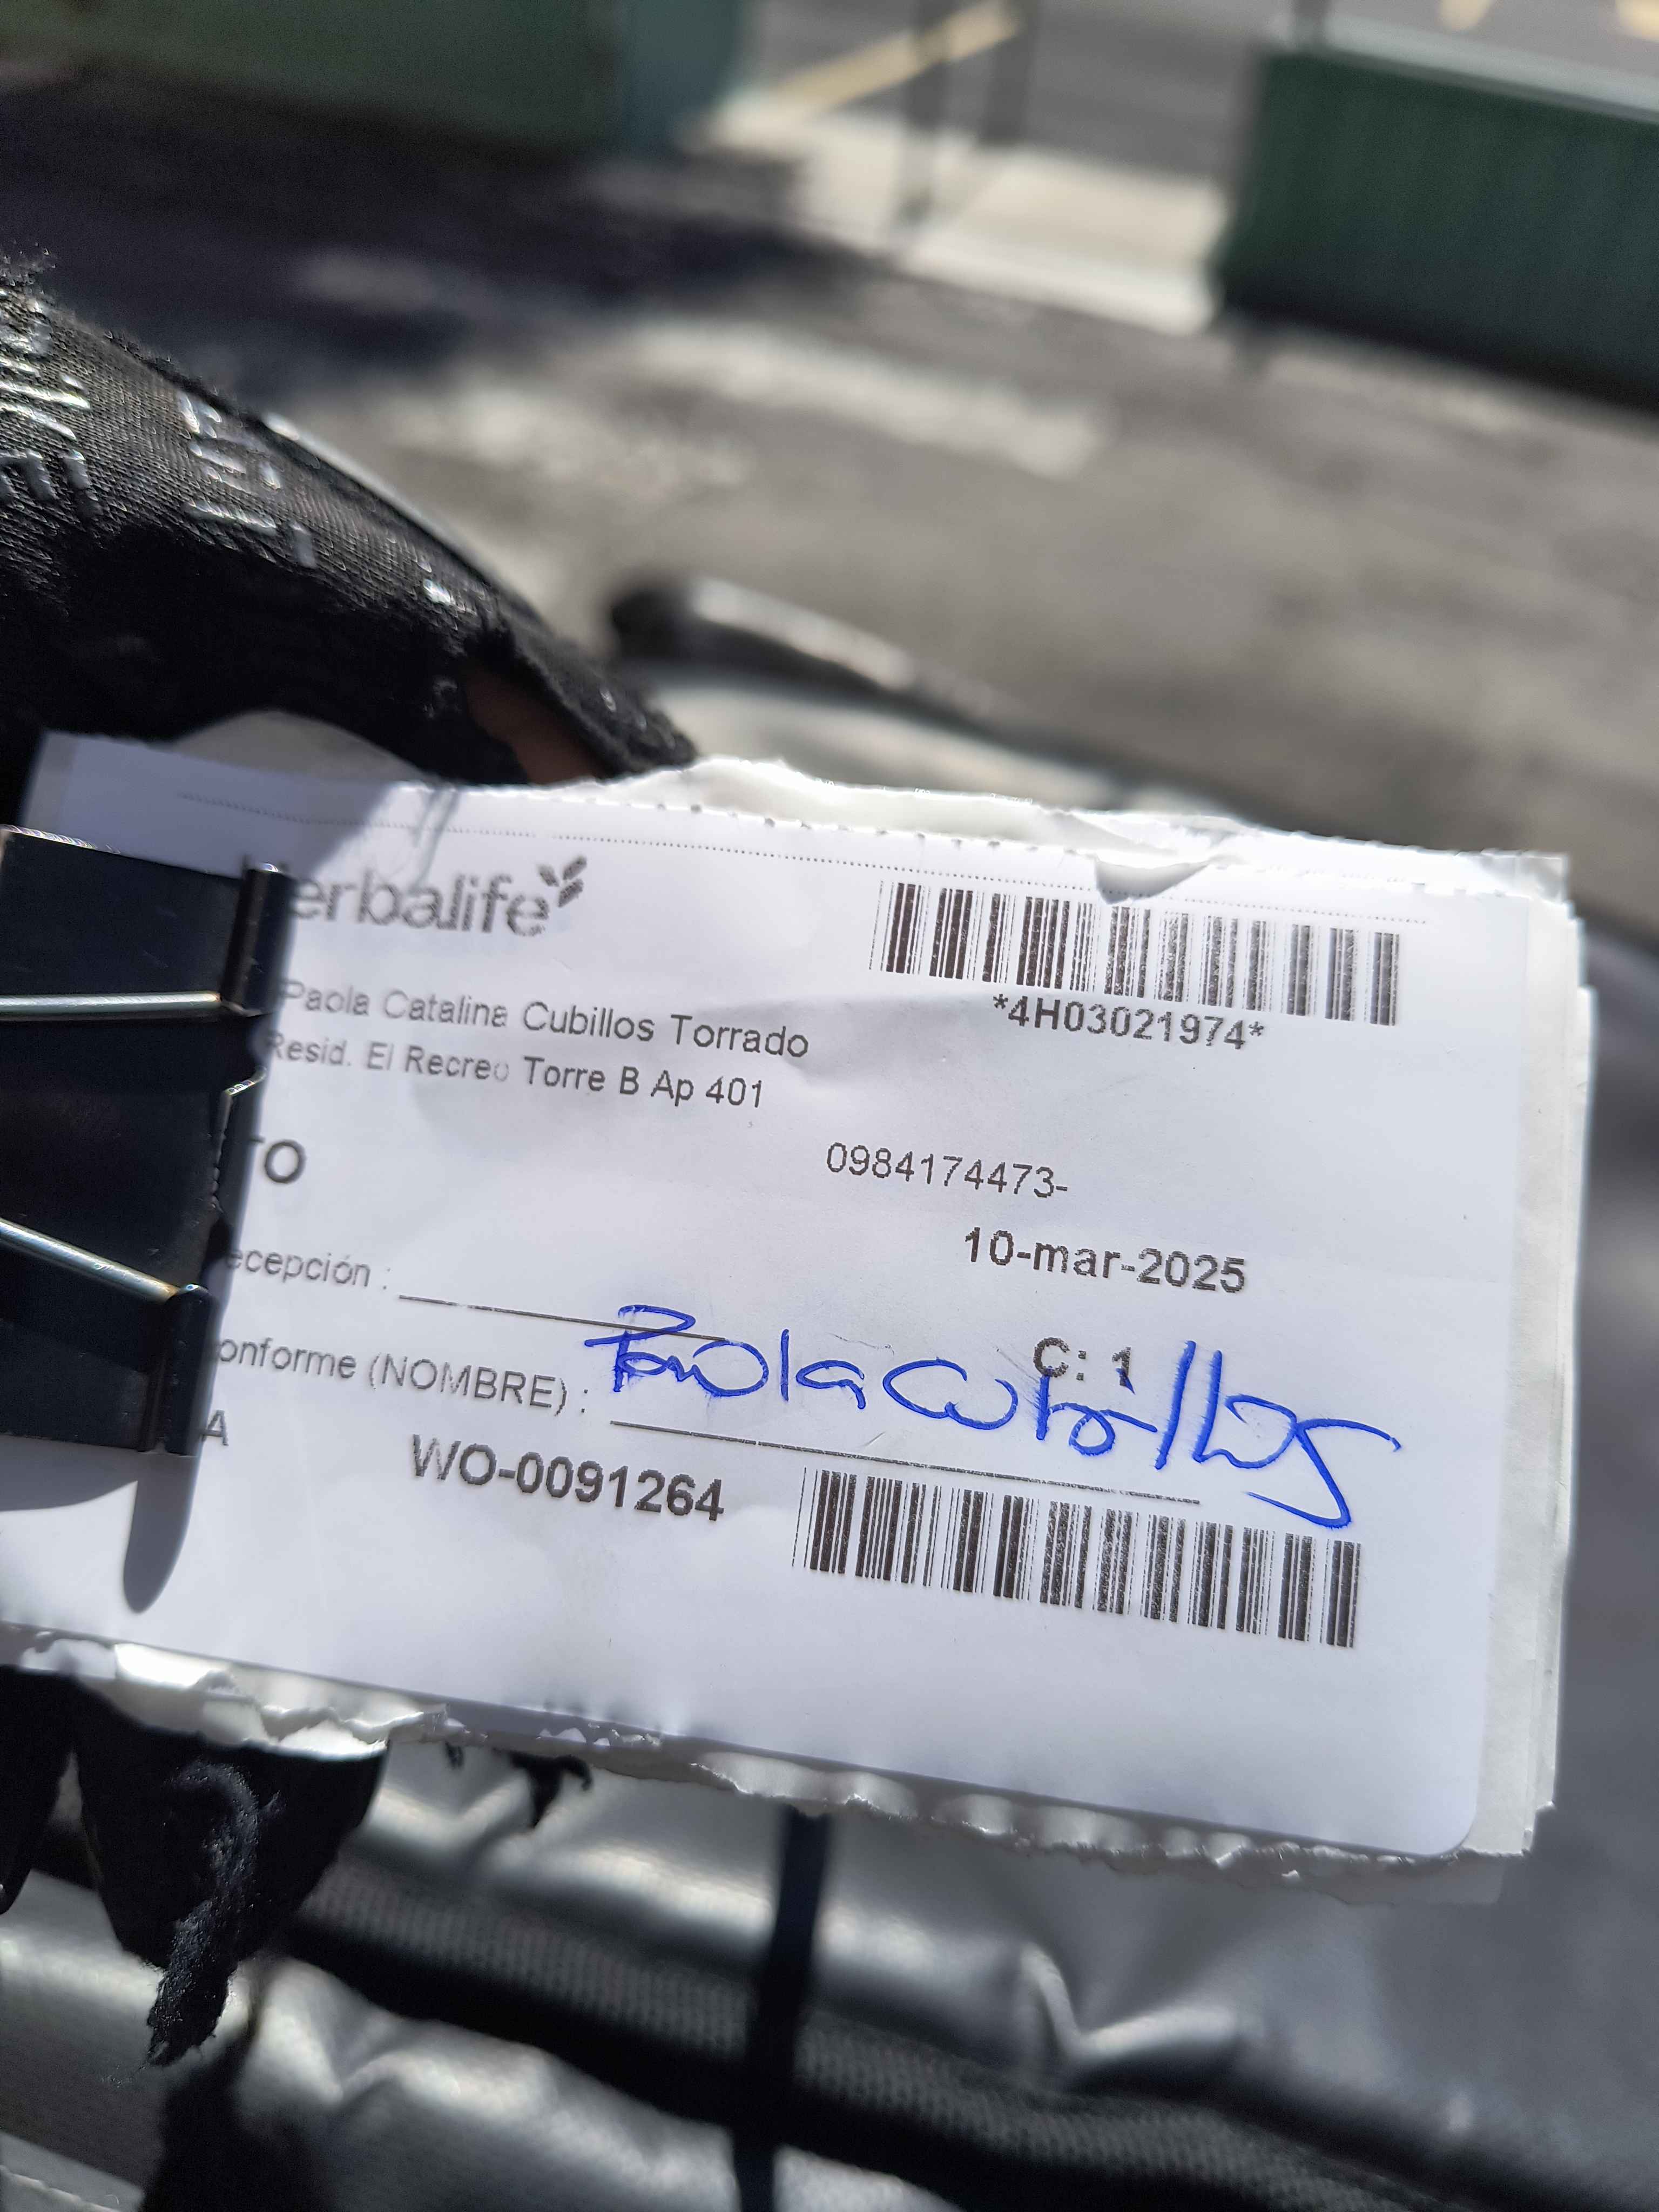 erbalife
*4H03021974*
Paola Catalina Cubillos Torrado
Resid. El Recreo Torre B Ap 401
TO
0984174473-
10-mar-2025
ecepción :
C: 1
onforme (NOMBRE) : Paola Cubillos
A
WO-0091264